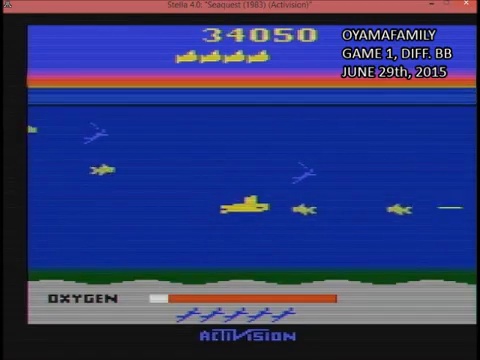 Stella 4.0: "Seaquest (1983) (Activision)"
34050
OYAMAFAMILY
GAME 1, DIFF. BB
JUNE 29th, 2015
OXYGEN
ACTIVISION